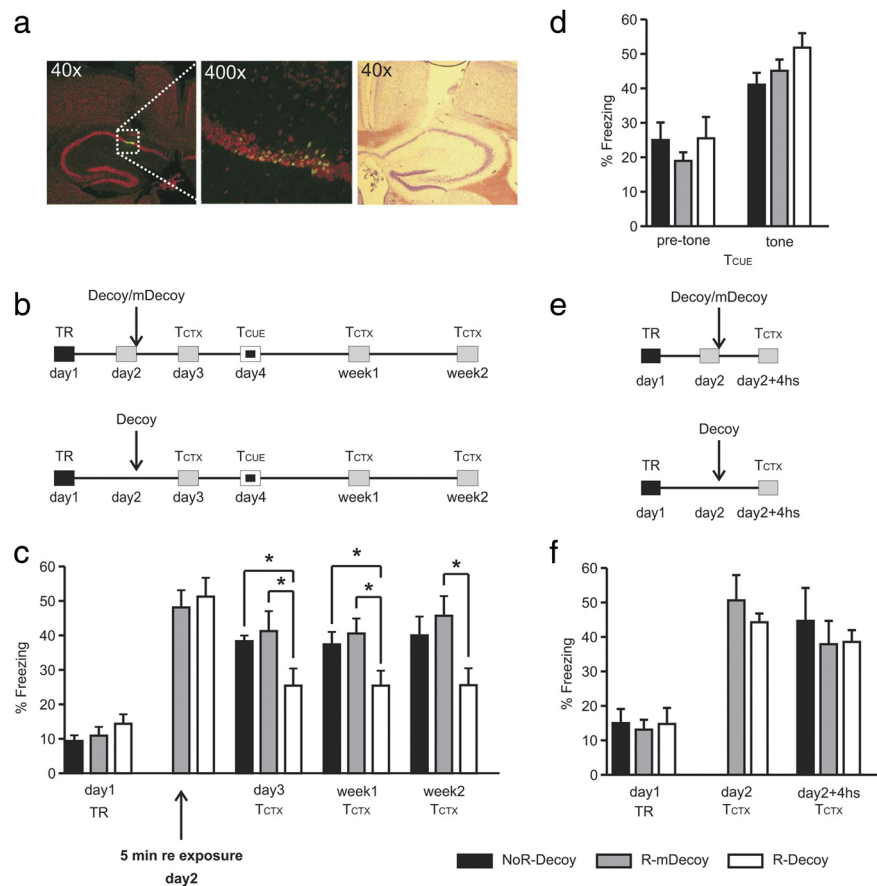 a
40x
400x
40x
b
Decoy/mDecoy
TR
TCTX
TCUE
TCTX
TCTX
day1
day2
day3
day4
week1
week2
Decoy
TR
TCTX
TCUE
TCTX
TCTX
day1
day2
day3
day4
week1
week2
c
% Freezing
60
50
40
30
20
10
0
*
*
*
*
*
day1
day3
week1
week2
TR
TCTX
TCTX
TCTX
5 min re exposure
day2
d
% Freezing
60
50
40
30
20
10
0
pre-tone
tone
TCUE
e
Decoy/mDecoy
TR
TCTX
day1
day2
day2+4hs
Decoy
TR
TCTX
day1
day2
day2+4hs
f
% Freezing
60
50
40
30
20
10
0
day1
day2
day2+4hs
TR
TCTX
TCTX
NoR-Decoy
R-mDecoy
R-Decoy